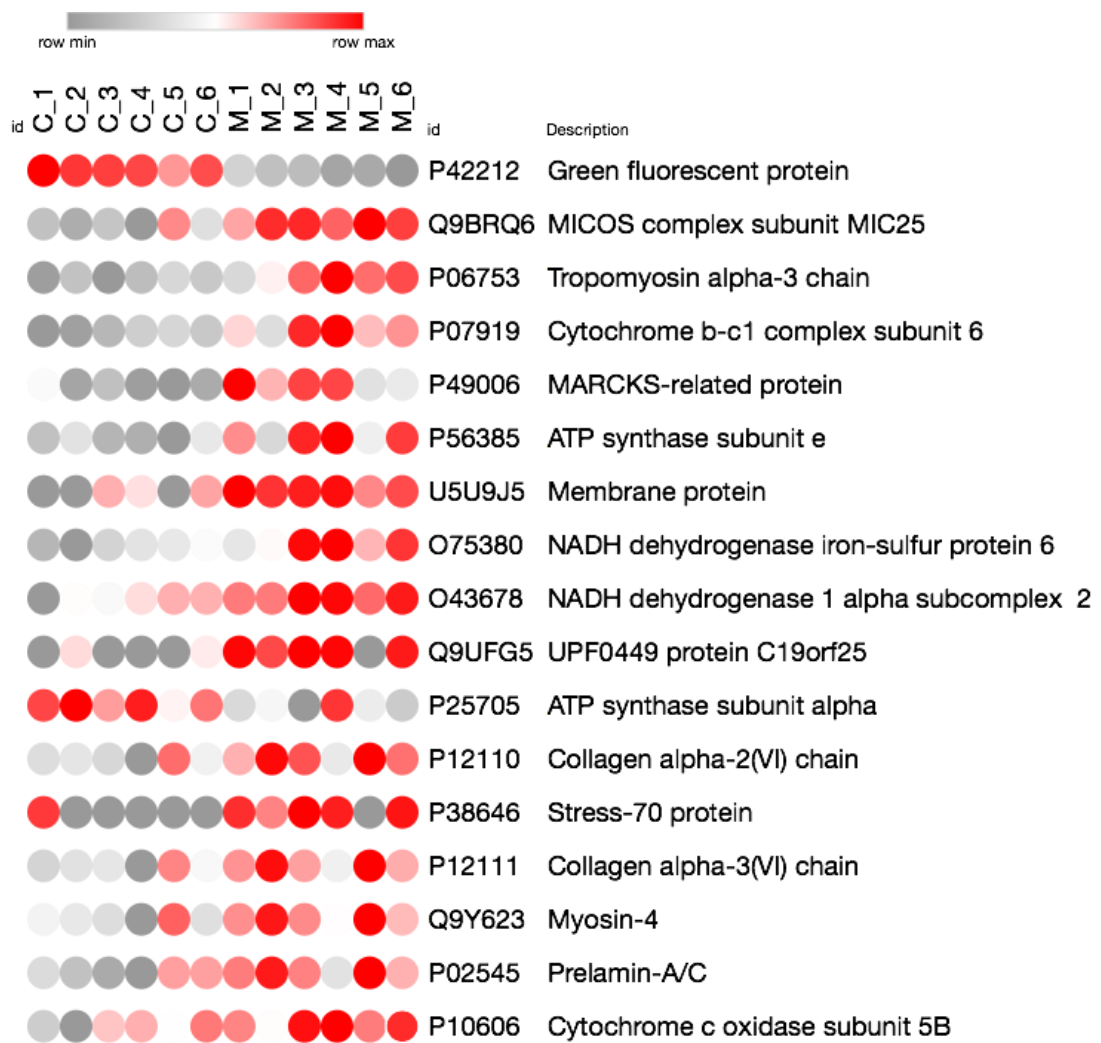 row min row max
id C_1 C_2 C_3 C_4 C_5 C_6 M_1 M_2 M_3 M_4 M_5 M_6 id Description
P42212 Green fluorescent protein
Q9BRQ6 MICOS complex subunit MIC25
P06753 Tropomyosin alpha-3 chain
P07919 Cytochrome b-c1 complex subunit 6
P49006 MARCKS-related protein
P56385 ATP synthase subunit e
U5U9J5 Membrane protein
O75380 NADH dehydrogenase iron-sulfur protein 6
O43678 NADH dehydrogenase 1 alpha subcomplex 2
Q9UFG5 UPF0449 protein C19orf25
P25705 ATP synthase subunit alpha
P12110 Collagen alpha-2(VI) chain
P38646 Stress-70 protein
P12111 Collagen alpha-3(VI) chain
Q9Y623 Myosin-4
P02545 Prelamin-A/C
P10606 Cytochrome c oxidase subunit 5B